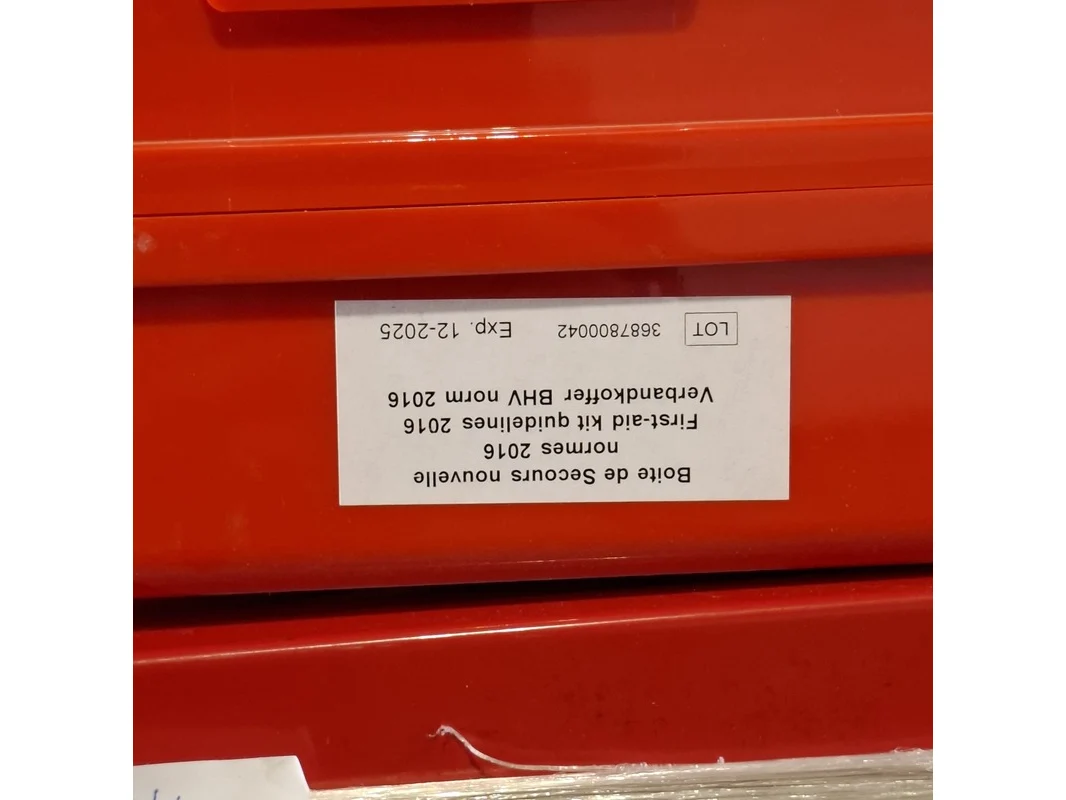 Boite de Secours nouvelle
normes 2016
First-aid kit quidelines 2016
Verbandkoffer BHV norm 2016
LOT 3687800042 Exp. 12-2025